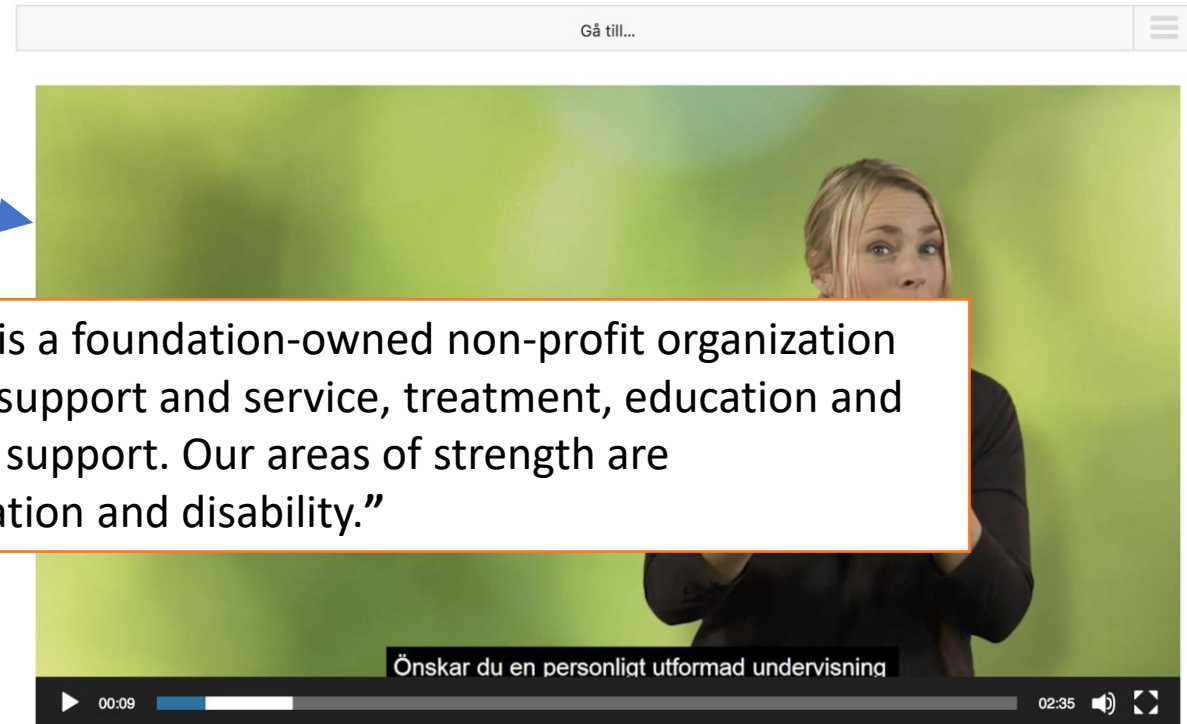 Gå till...
is a foundation-owned non-profit organization
support and service, treatment, education and
support. Our areas of strength are
ation and disability.”
Önskar du en personligt utformad undervisning
00:09
02:35